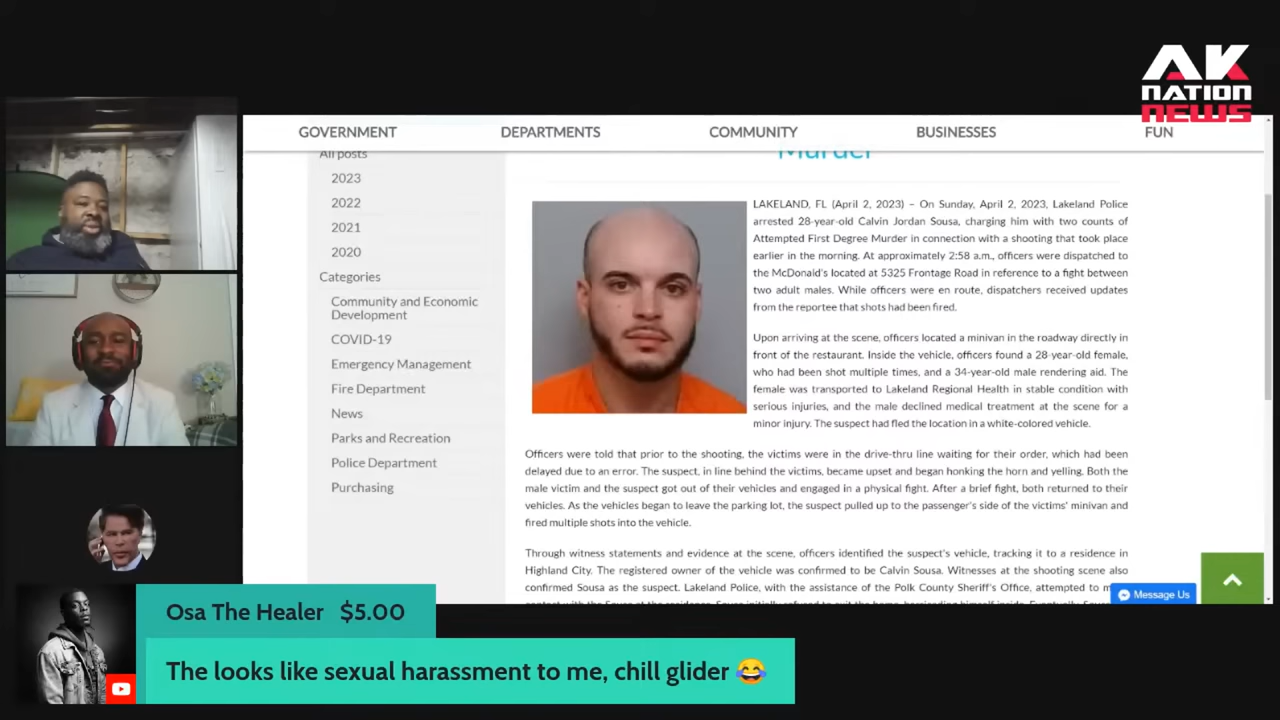 AK
NATION
NEWS
GOVERNMENT
DEPARTMENTS
COMMUNITY
BUSINESSES
FUN
All posts
2023
2022
2021
2020
Categories
Community and Economic
Development
COVID-19
Emergency Management
Fire Department
News
Parks and Recreation
Police Department
Purchasing
Murder
LAKELAND, FL (April 2, 2023) – On Sunday, April 2, 2023, Lakeland Police
arrested 28-year-old Calvin Jordan Sousa, charging him with two counts of
Attempted First Degree Murder in connection with a shooting that took place
earlier in the morning. At approximately 2:58 a.m., officers were dispatched to
the McDonald's located at 5325 Frontage Road in reference to a fight between
two adult males. While officers were en route, dispatchers received updates
from the reportee that shots had been fired.
Upon arriving at the scene, officers located a minivan in the roadway directly in
front of the restaurant. Inside the vehicle, officers found a 28-year-old female,
who had been shot multiple times, and a 34-year-old male rendering aid. The
female was transported to Lakeland Regional Health in stable condition with
serious injuries, and the male declined medical treatment at the scene for a
minor injury. The suspect had fled the location in a white-colored vehicle.
Officers were told that prior to the shooting, the victims were in the drive-thru line waiting for their order, which had been
delayed due to an error. The suspect, in line behind the victims, became upset and began honking the horn and yelling. Both the
male victim and the suspect got out of their vehicles and engaged in a physical fight. After a brief fight, both returned to their
vehicles. As the vehicles began to leave the parking lot, the suspect pulled up to the passenger's side of the victims' minivan and
fired multiple shots into the vehicle.
Through witness statements and evidence at the scene, officers identified the suspect's vehicle, tracking it to a residence in
Highland City. The registered owner of the vehicle was confirmed to be Calvin Sousa. Witnesses at the shooting scene also
confirmed Sousa as the suspect. Lakeland Police, with the assistance of the Polk County Sheriff's Office, attempted to
Message Us
Osa The Healer $5.00
The looks like sexual harassment to me, chill glider 😂